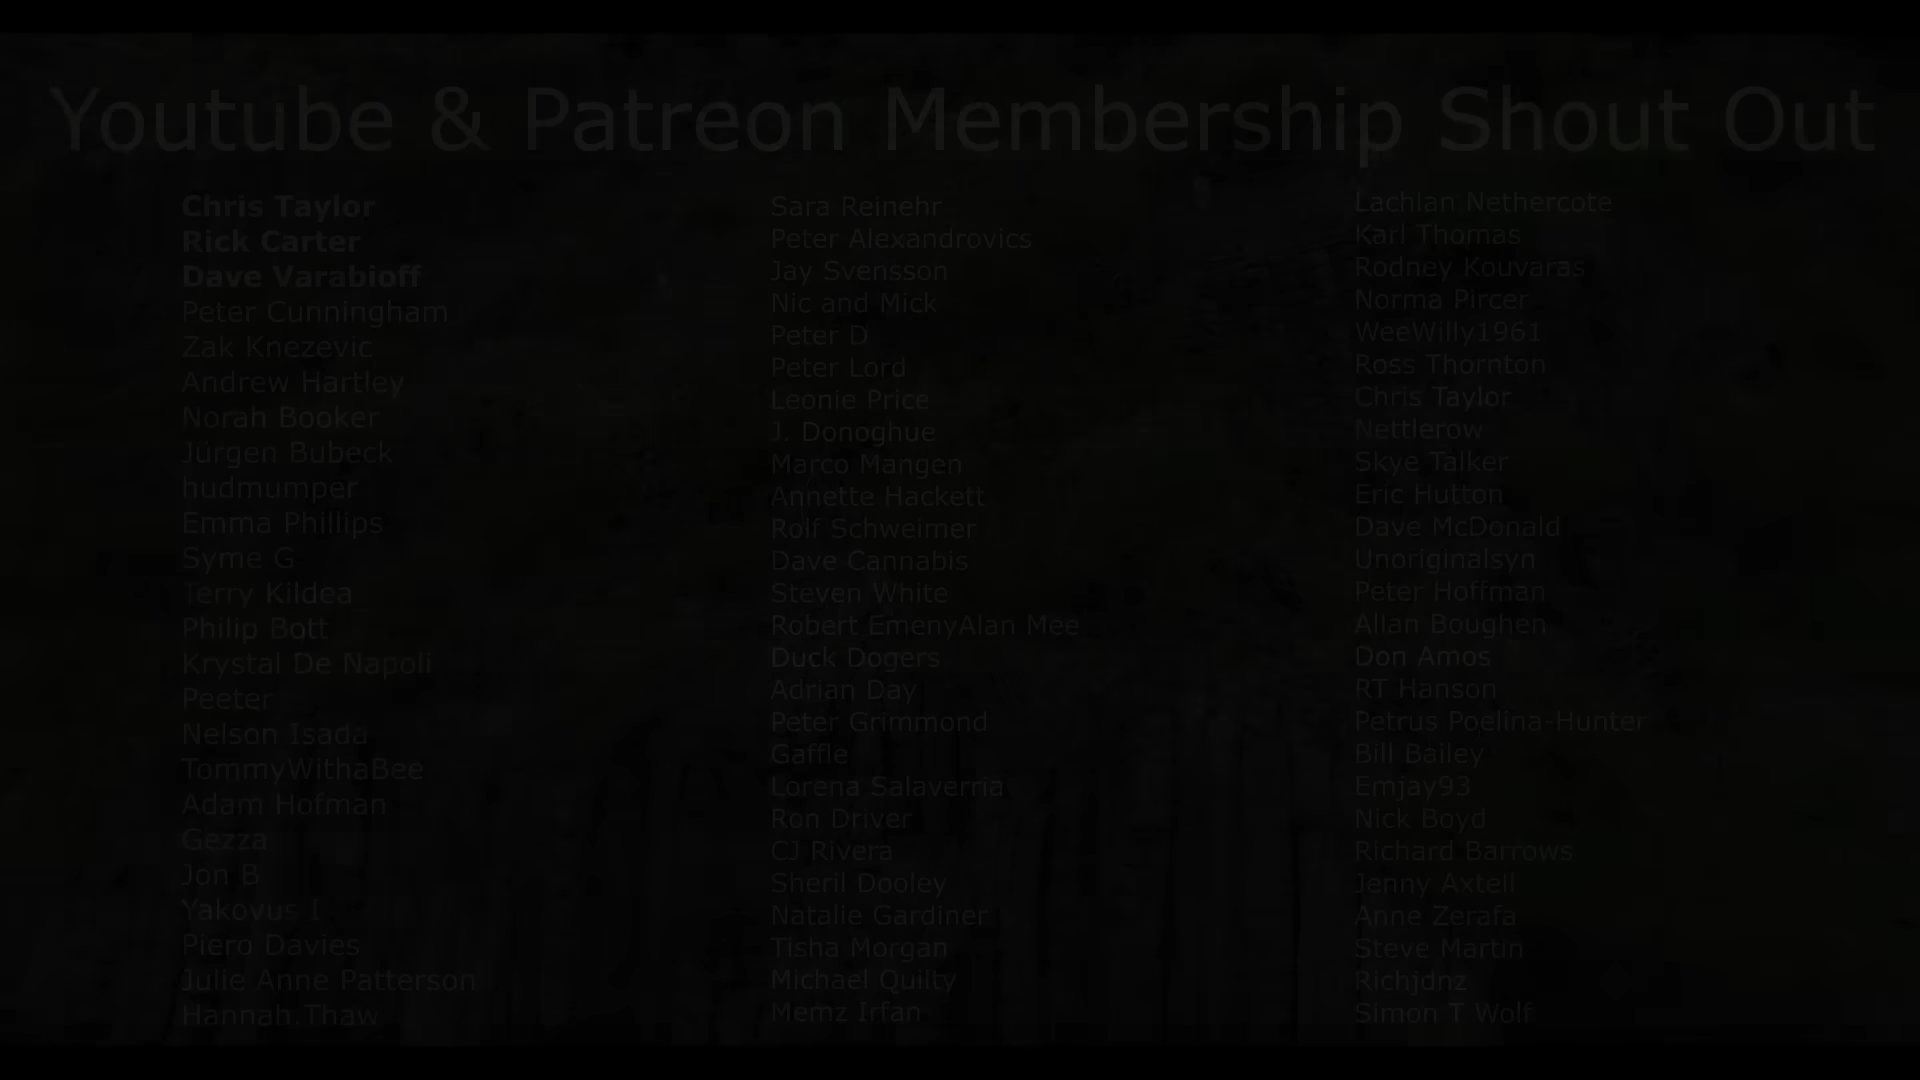 Youtube & Patreon Membership Shout Out
Chris Taylor
Rick Carter
Dave Varabioff
Peter Cunningham
Zak Knezevic
Andrew Hartley
Norah Booker
Jürgen Bubeck
hudmumper
Emma Phillips
Syme G
Terry Kildea
Philip Bott
Krystal De Napoli
Peeter
Nelson Isada
TommyWithaBee
Adam Hofman
Gezza
Jon B
Yakovus I
Piero Davies
Julie Anne Patterson
Hannah.Thaw
Sara Reinehr
Peter Alexandrovics
Jay Svensson
Nic and Mick
Peter D
Peter Lord
Leonie Price
J. Donoghue
Marco Mangen
Annette Hackett
Rolf Schweimer
Dave Cannabis
Steven White
Robert EmenyAlan Mee
Duck Dogers
Adrian Day
Peter Grimmond
Gaffle
Lorena Salaverria
Ron Driver
CJ Rivera
Sheril Dooley
Natalie Gardiner
Tisha Morgan
Michael Quilty
Memz Irfan
Lachlan Nethercote
Karl Thomas
Rodney Kouvaras
Norma Pircer
WeeWilly1961
Ross Thornton
Chris Taylor
Nettlerow
Skye Talker
Eric Hutton
Dave McDonald
Unoriginalsyn
Peter Hoffman
Allan Boughen
Don Amos
RT Hanson
Petrus Poelina-Hunter
Bill Bailey
Emjay93
Nick Boyd
Richard Barrows
Jenny Axtell
Anne Zerafa
Steve Martin
Richjdnz
Simon T Wolf